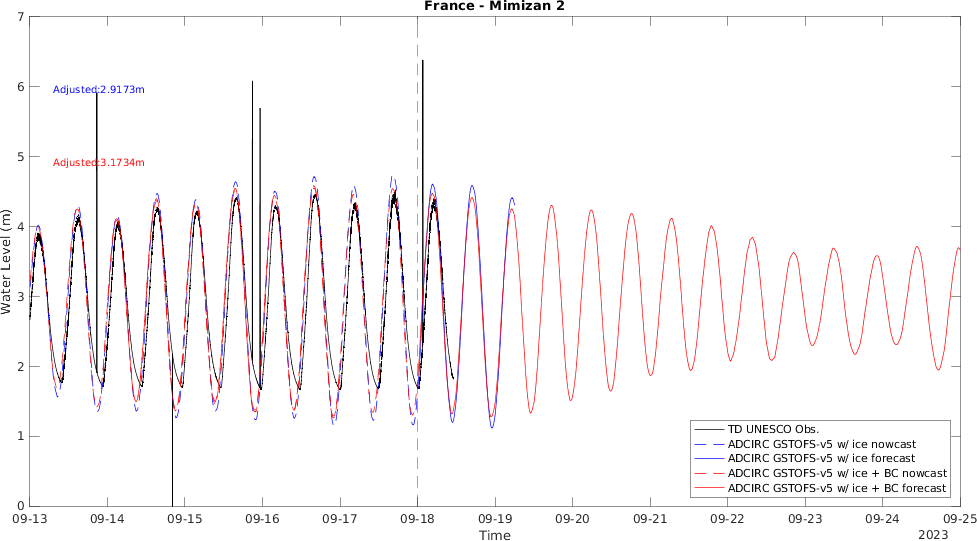 France - Mimizan 2
7
6
5
4
3
2
1
0
Water Level (m)
Adjusted:2.9173m
Adjusted:3.1734m
TD UNESCO Obs.
ADCIRC GSTOFS-v5 w/ ice nowcast
ADCIRC GSTOFS-v5 w/ ice forecast
ADCIRC GSTOFS-v5 w/ ice + BC nowcast
ADCIRC GSTOFS-v5 w/ ice + BC forecast
09-13 09-14 09-15 09-16 09-17 09-18 09-19 09-20 09-21 09-22 09-23 09-24 09-25
Time
2023